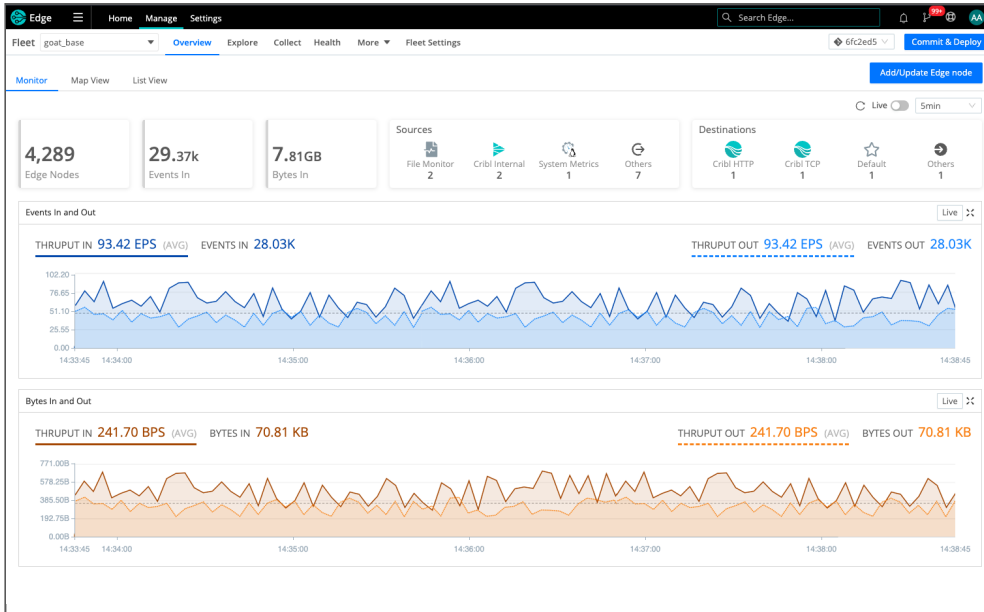 Edge Home Manage Settings Search Edge... 99+ AA
Fleet goat_base Overview Explore Collect Health More Fleet Settings 6fc2ed5 Commit & Deploy
Monitor Map View List View Add/Update Edge node
Live 5min
4,289
Edge Nodes
29.37k
Events In
7.81GB
Bytes In
Sources
File Monitor Cribl Internal System Metrics Others
2 2 1 7
Destinations
Cribl HTTP Cribl TCP Default Others
1 1 1 1
Events In and Out Live
THRUPUT IN 93.42 EPS (AVG) EVENTS IN 28.03K THRUPUT OUT 93.42 EPS (AVG) EVENTS OUT 28.03K
102.20
76.65
51.10
25.55
0.00
14:33:45 14:34:00 14:35:00 14:36:00 14:37:00 14:38:00 14:38:45
Bytes In and Out Live
THRUPUT IN 241.70 BPS (AVG) BYTES IN 70.81 KB THRUPUT OUT 241.70 BPS (AVG) BYTES OUT 70.81 KB
771.00B
578.25B
385.50B
192.75B
0.00B
14:33:45 14:34:00 14:35:00 14:36:00 14:37:00 14:38:00 14:38:45